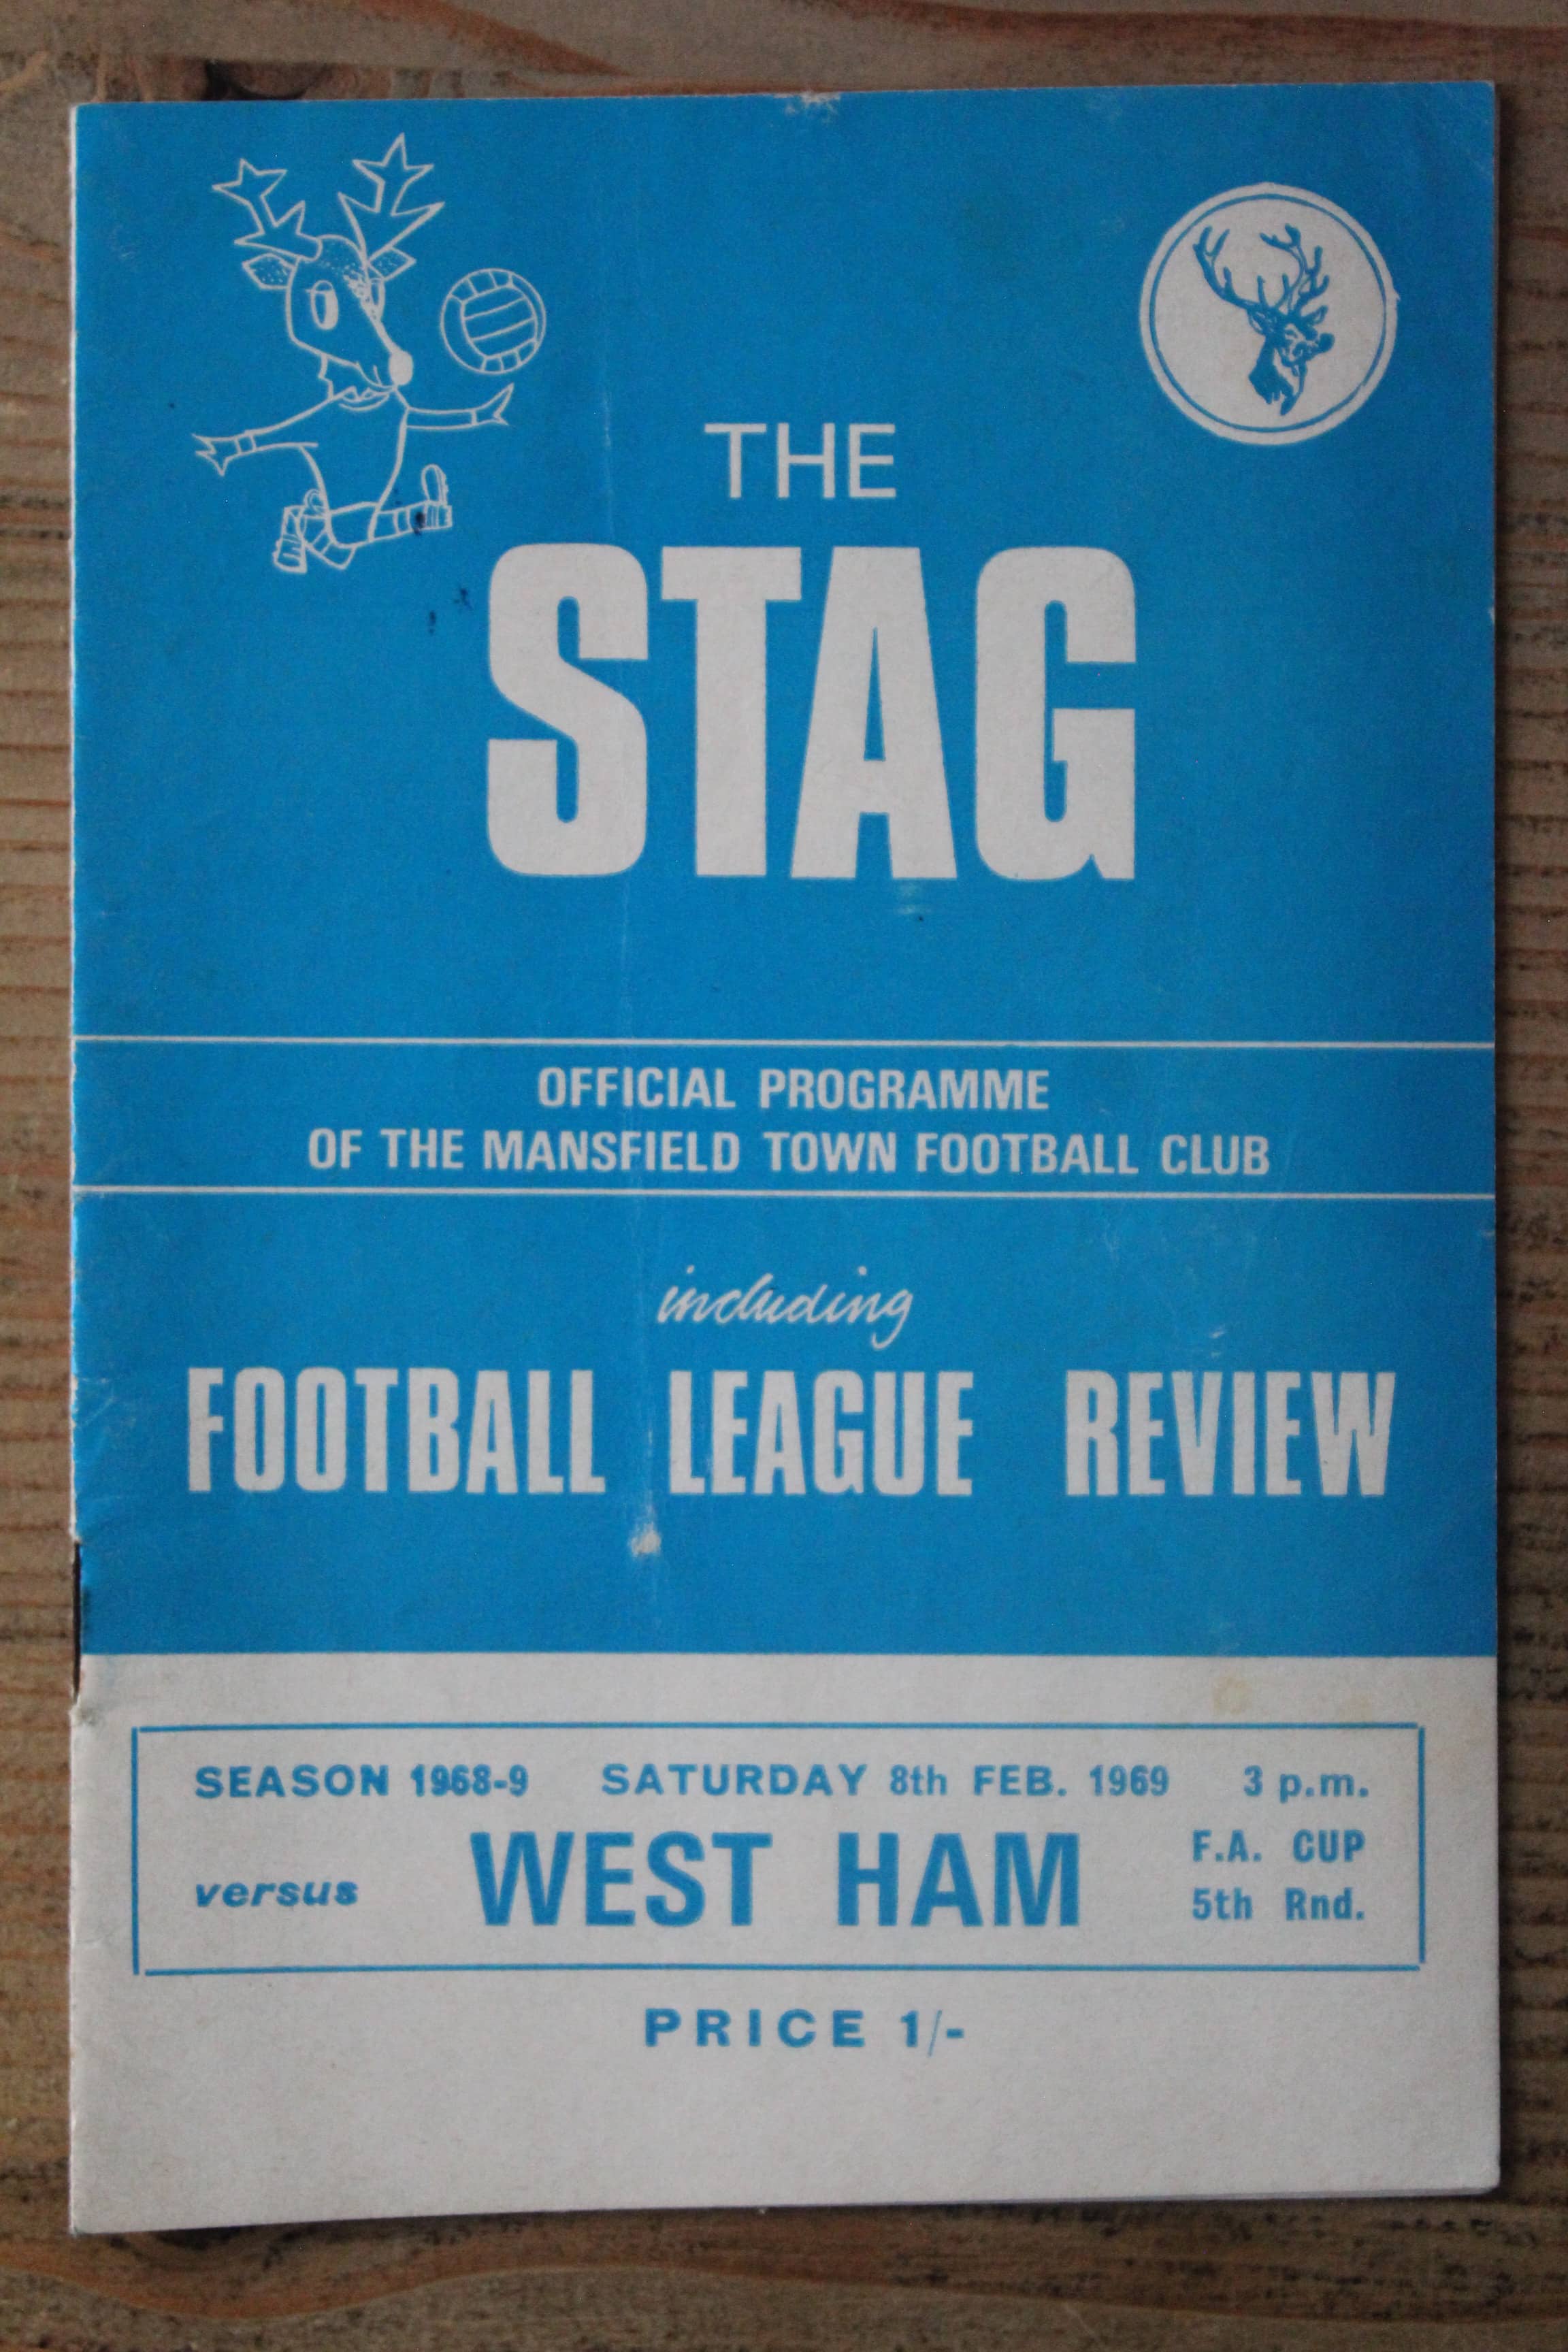 THE
STAG
OFFICIAL PROGRAMME
OF THE MANSFIELD TOWN FOOTBALL CLUB
including
FOOTBALL LEAGUE REVIEW
SEASON 1968-9 SATURDAY 8th FEB. 1969 3 p.m.
versus WEST HAM F.A. CUP
5th Rnd.
PRICE 1/-